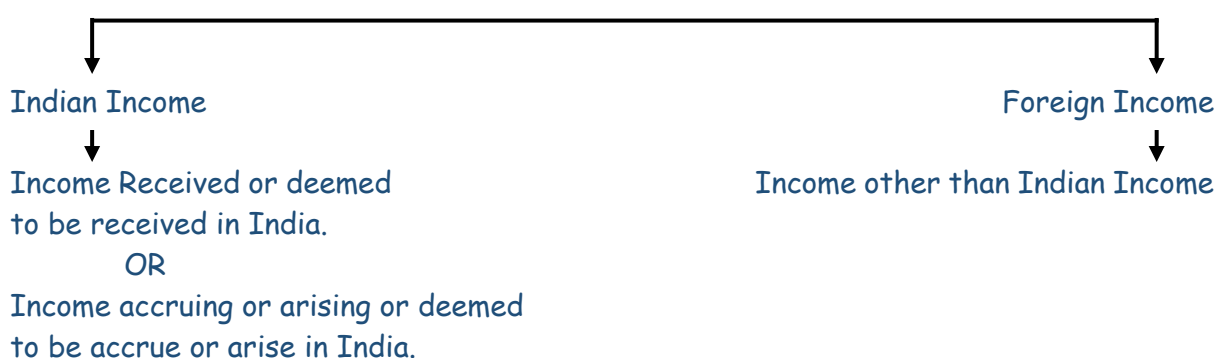 Indian Income
Foreign Income
Income Received or deemed
to be received in India.
OR
Income accruing or arising or deemed
to be accrue or arise in India.
Income other than Indian Income